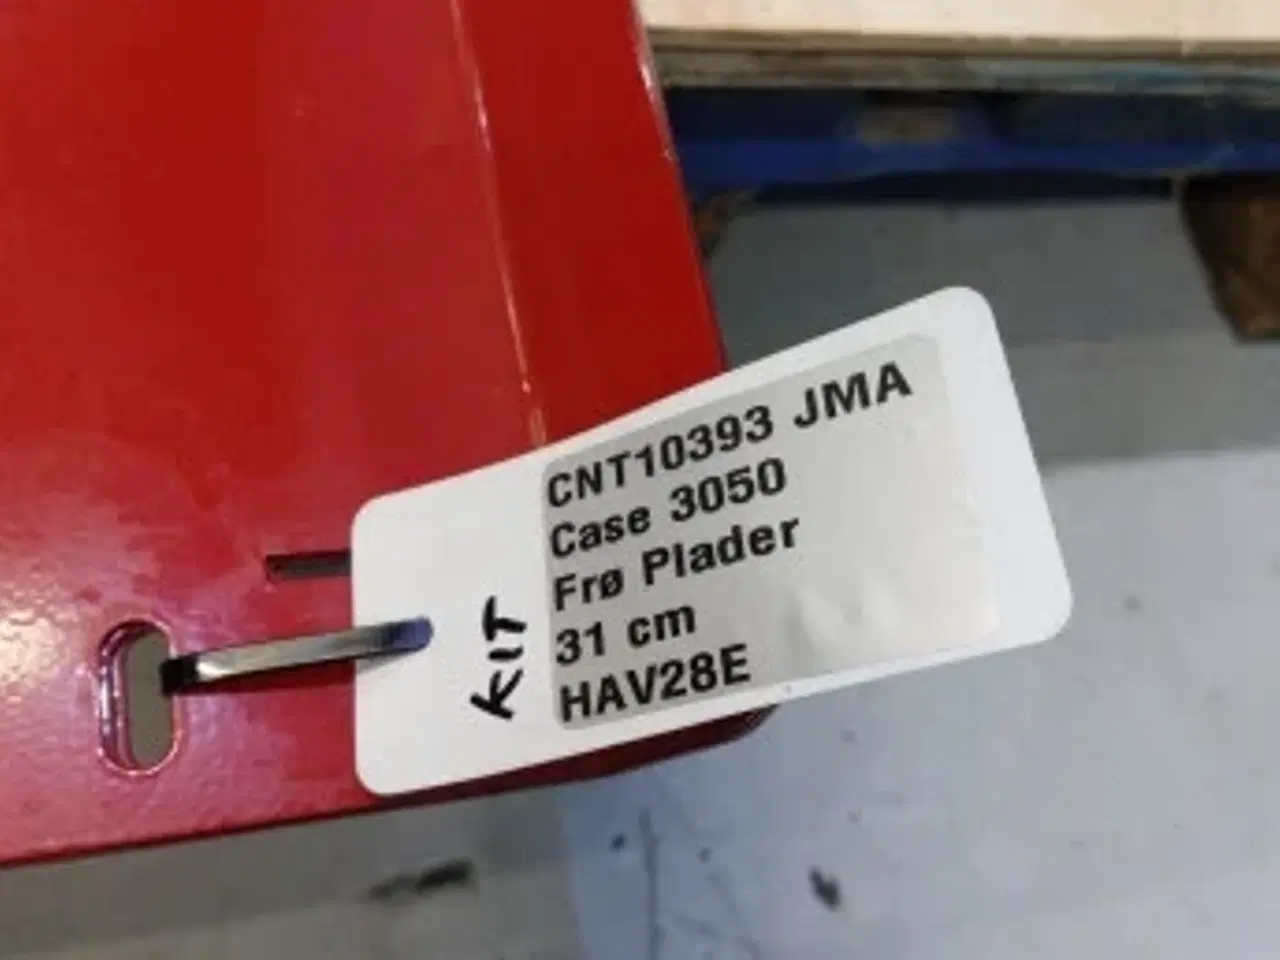 CNT10393 JMA
Case 3050
Frø Plader
31 cm
HAV28E
KIT